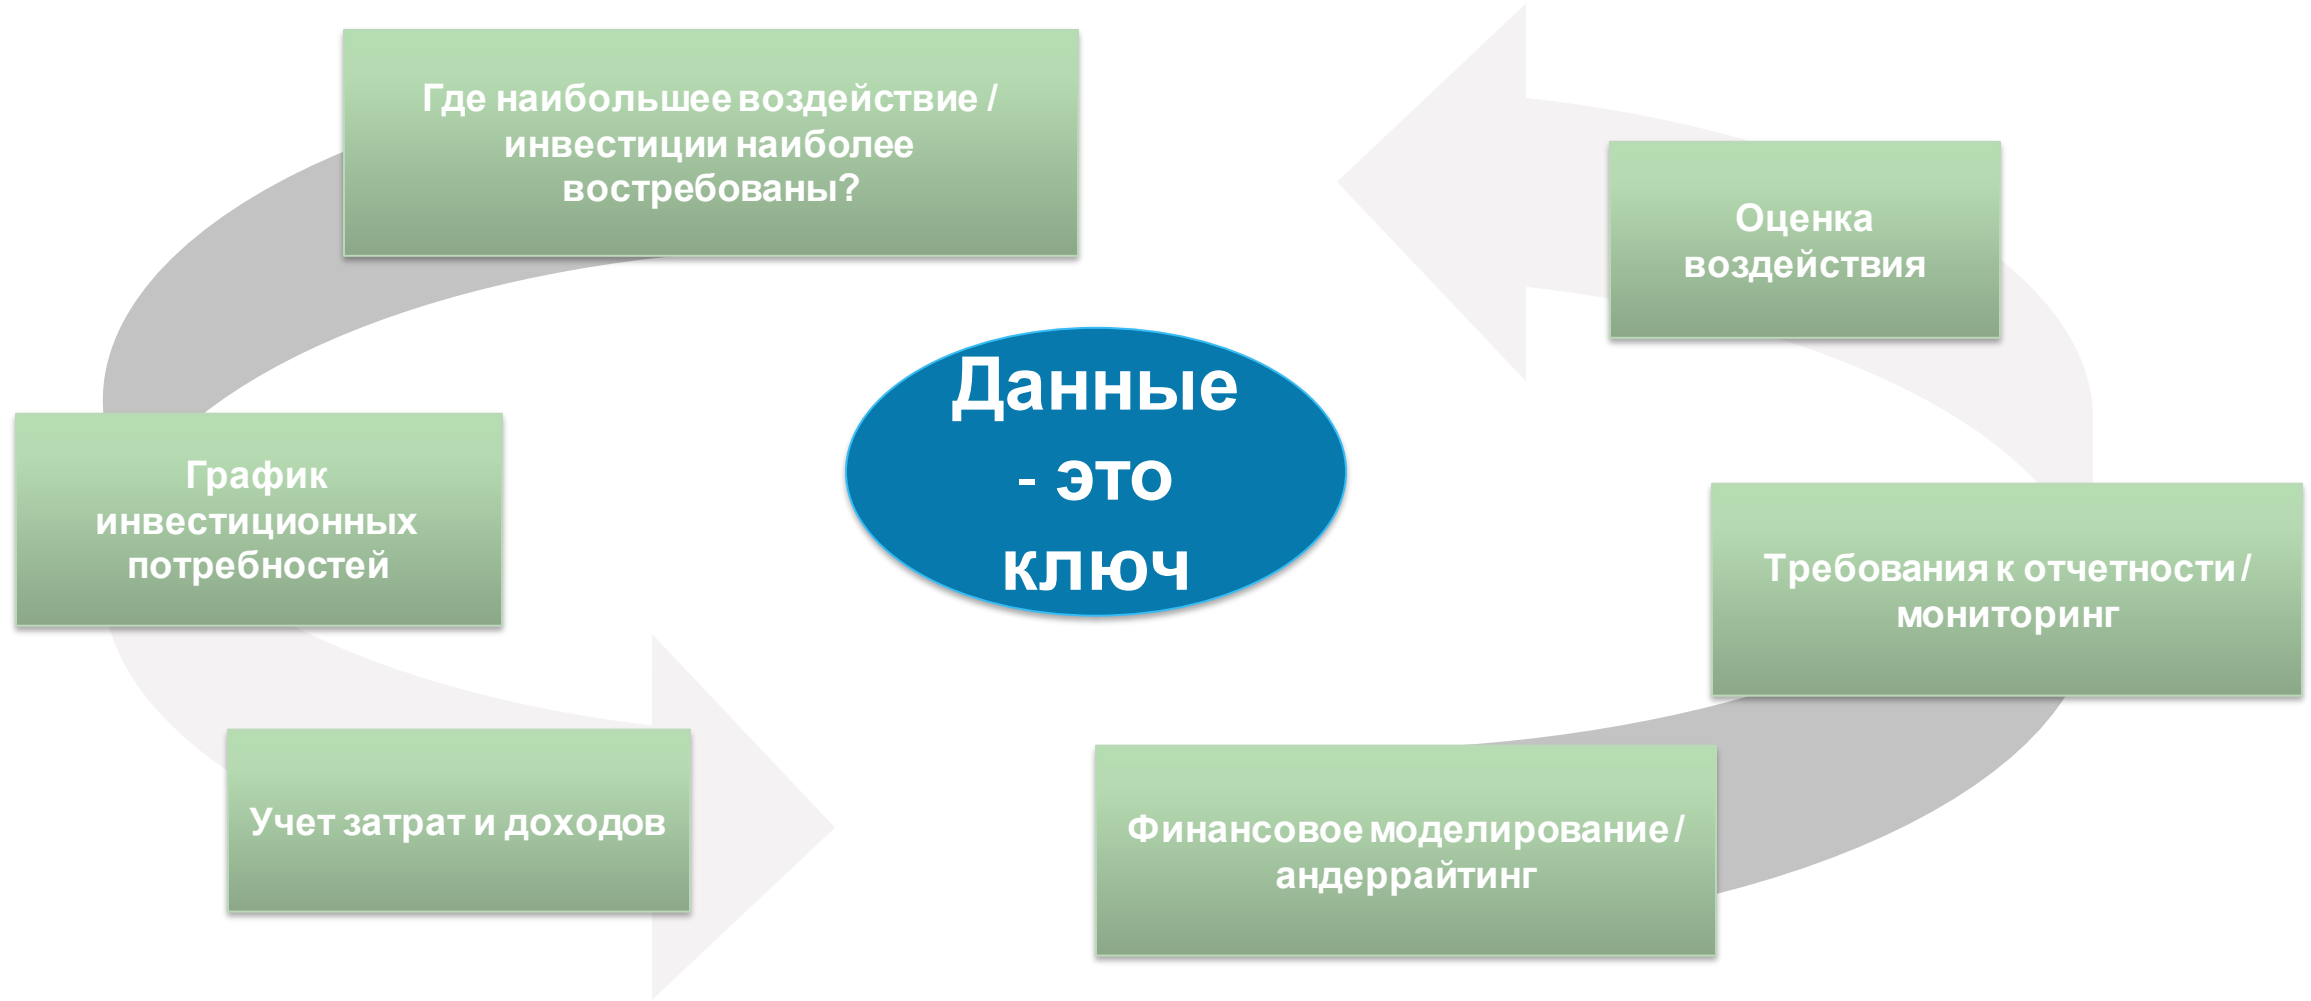 Где наибольшее воздействие /
инвестиции наиболее
востребованы?
Оценка
воздействия
Данные
- это
ключ
График
инвестиционных
потребностей
Требования к отчетности /
мониторинг
Учет затрат и доходов
Финансовое моделирование /
андеррайтинг